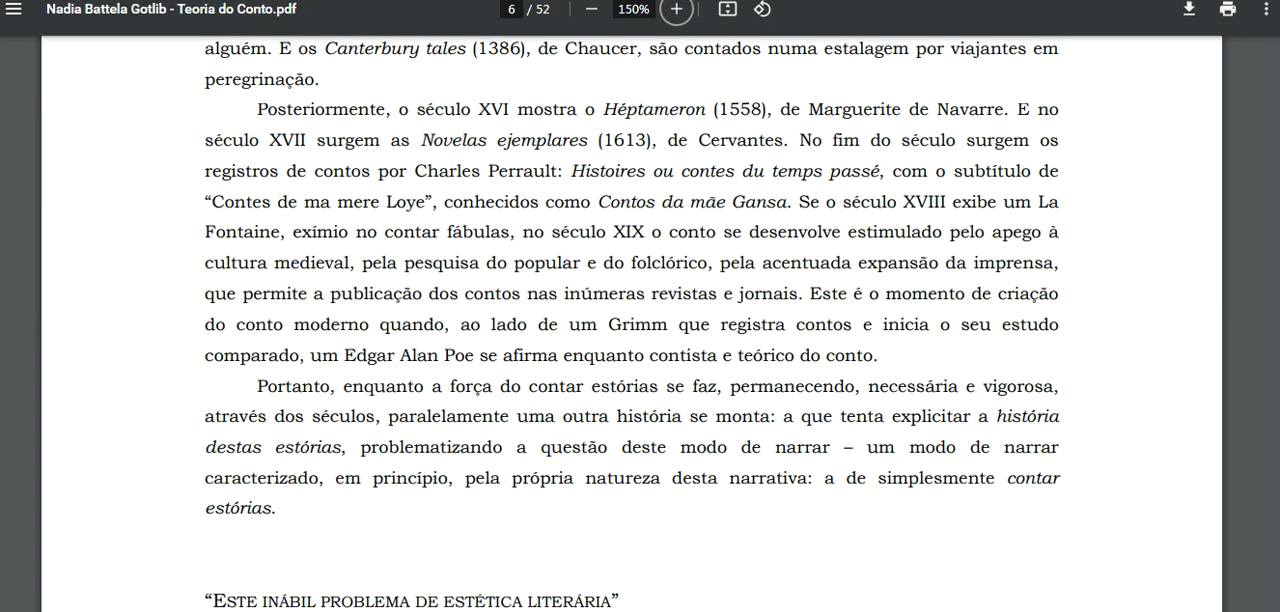 Nadia Battela Gotlib - Teoria do Conto.pdf
6 / 52
150%
alguém. E os Canterbury tales (1386), de Chaucer, são contados numa estalagem por viajantes em
peregrinação.
Posteriormente, o século XVI mostra o Héptameron (1558), de Marguerite de Navarre. E no
século XVII surgem as Novelas ejemplares (1613), de Cervantes. No fim do século surgem os
registros de contos por Charles Perrault: Histoires ou contes du temps passé, com o subtítulo de
“Contes de ma mere Loye”, conhecidos como Contos da mãe Gansa. Se o século XVIII exibe um La
Fontaine, exímio no contar fábulas, no século XIX o conto se desenvolve estimulado pelo apego à
cultura medieval, pela pesquisa do popular e do folclórico, pela acentuada expansão da imprensa,
que permite a publicação dos contos nas inúmeras revistas e jornais. Este é o momento de criação
do conto moderno quando, ao lado de um Grimm que registra contos e inicia o seu estudo
comparado, um Edgar Alan Poe se afirma enquanto contista e teórico do conto.
Portanto, enquanto a força do contar estórias se faz, permanecendo, necessária e vigorosa,
através dos séculos, paralelamente uma outra história se monta: a que tenta explicitar a história
destas estórias, problematizando a questão deste modo de narrar – um modo de narrar
caracterizado, em princípio, pela própria natureza desta narrativa: a de simplesmente contar
estórias.
“ESTE INÁBIL PROBLEMA DE ESTÉTICA LITERÁRIA”